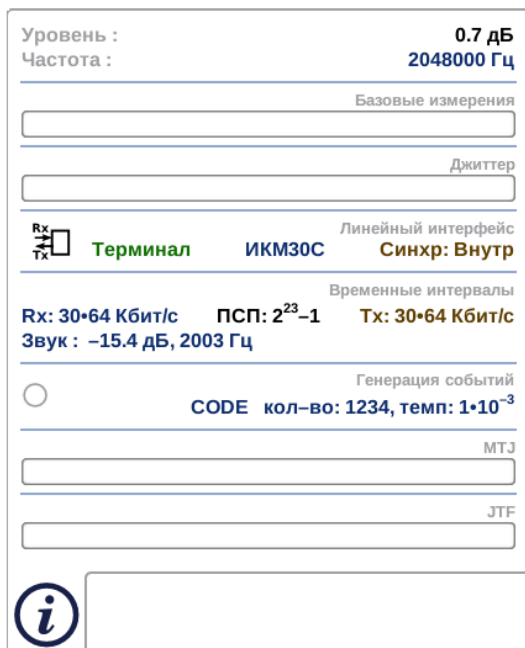 Уровень : 0.7 дБ
Частота : 2048000 Гц
Базовые измерения
Джиттер
Rx
Tx
Линейный интерфейс
Терминал ИКМ30С Синхр: Внутр
Временные интервалы
Rx: 30•64 Кбит/с ПСП: 2²³–1 Tx: 30•64 Кбит/с
Звук : –15.4 дБ, 2003 Гц
Генерация событий
CODE кол–во: 1234, темп: 1•10⁻³
MTJ
JTF
i